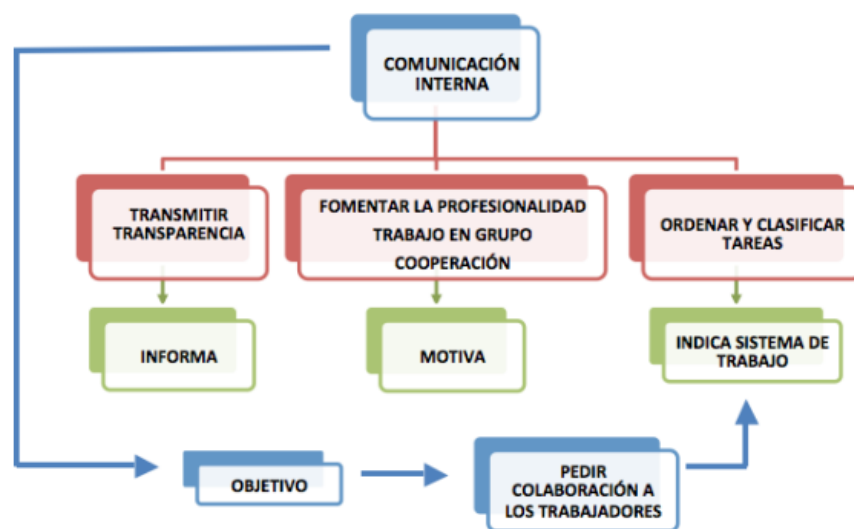 COMUNICACIÓN
INTERNA
TRANSMITIR
TRANSPARENCIA
FOMENTAR LA PROFESIONALIDAD
TRABAJO EN GRUPO
COOPERACIÓN
ORDENAR Y CLASIFICAR
TAREAS
INFORMA
MOTIVA
INDICA SISTEMA DE
TRABAJO
OBJETIVO
PEDIR
COLABORACIÓN A
LOS TRABAJADORES